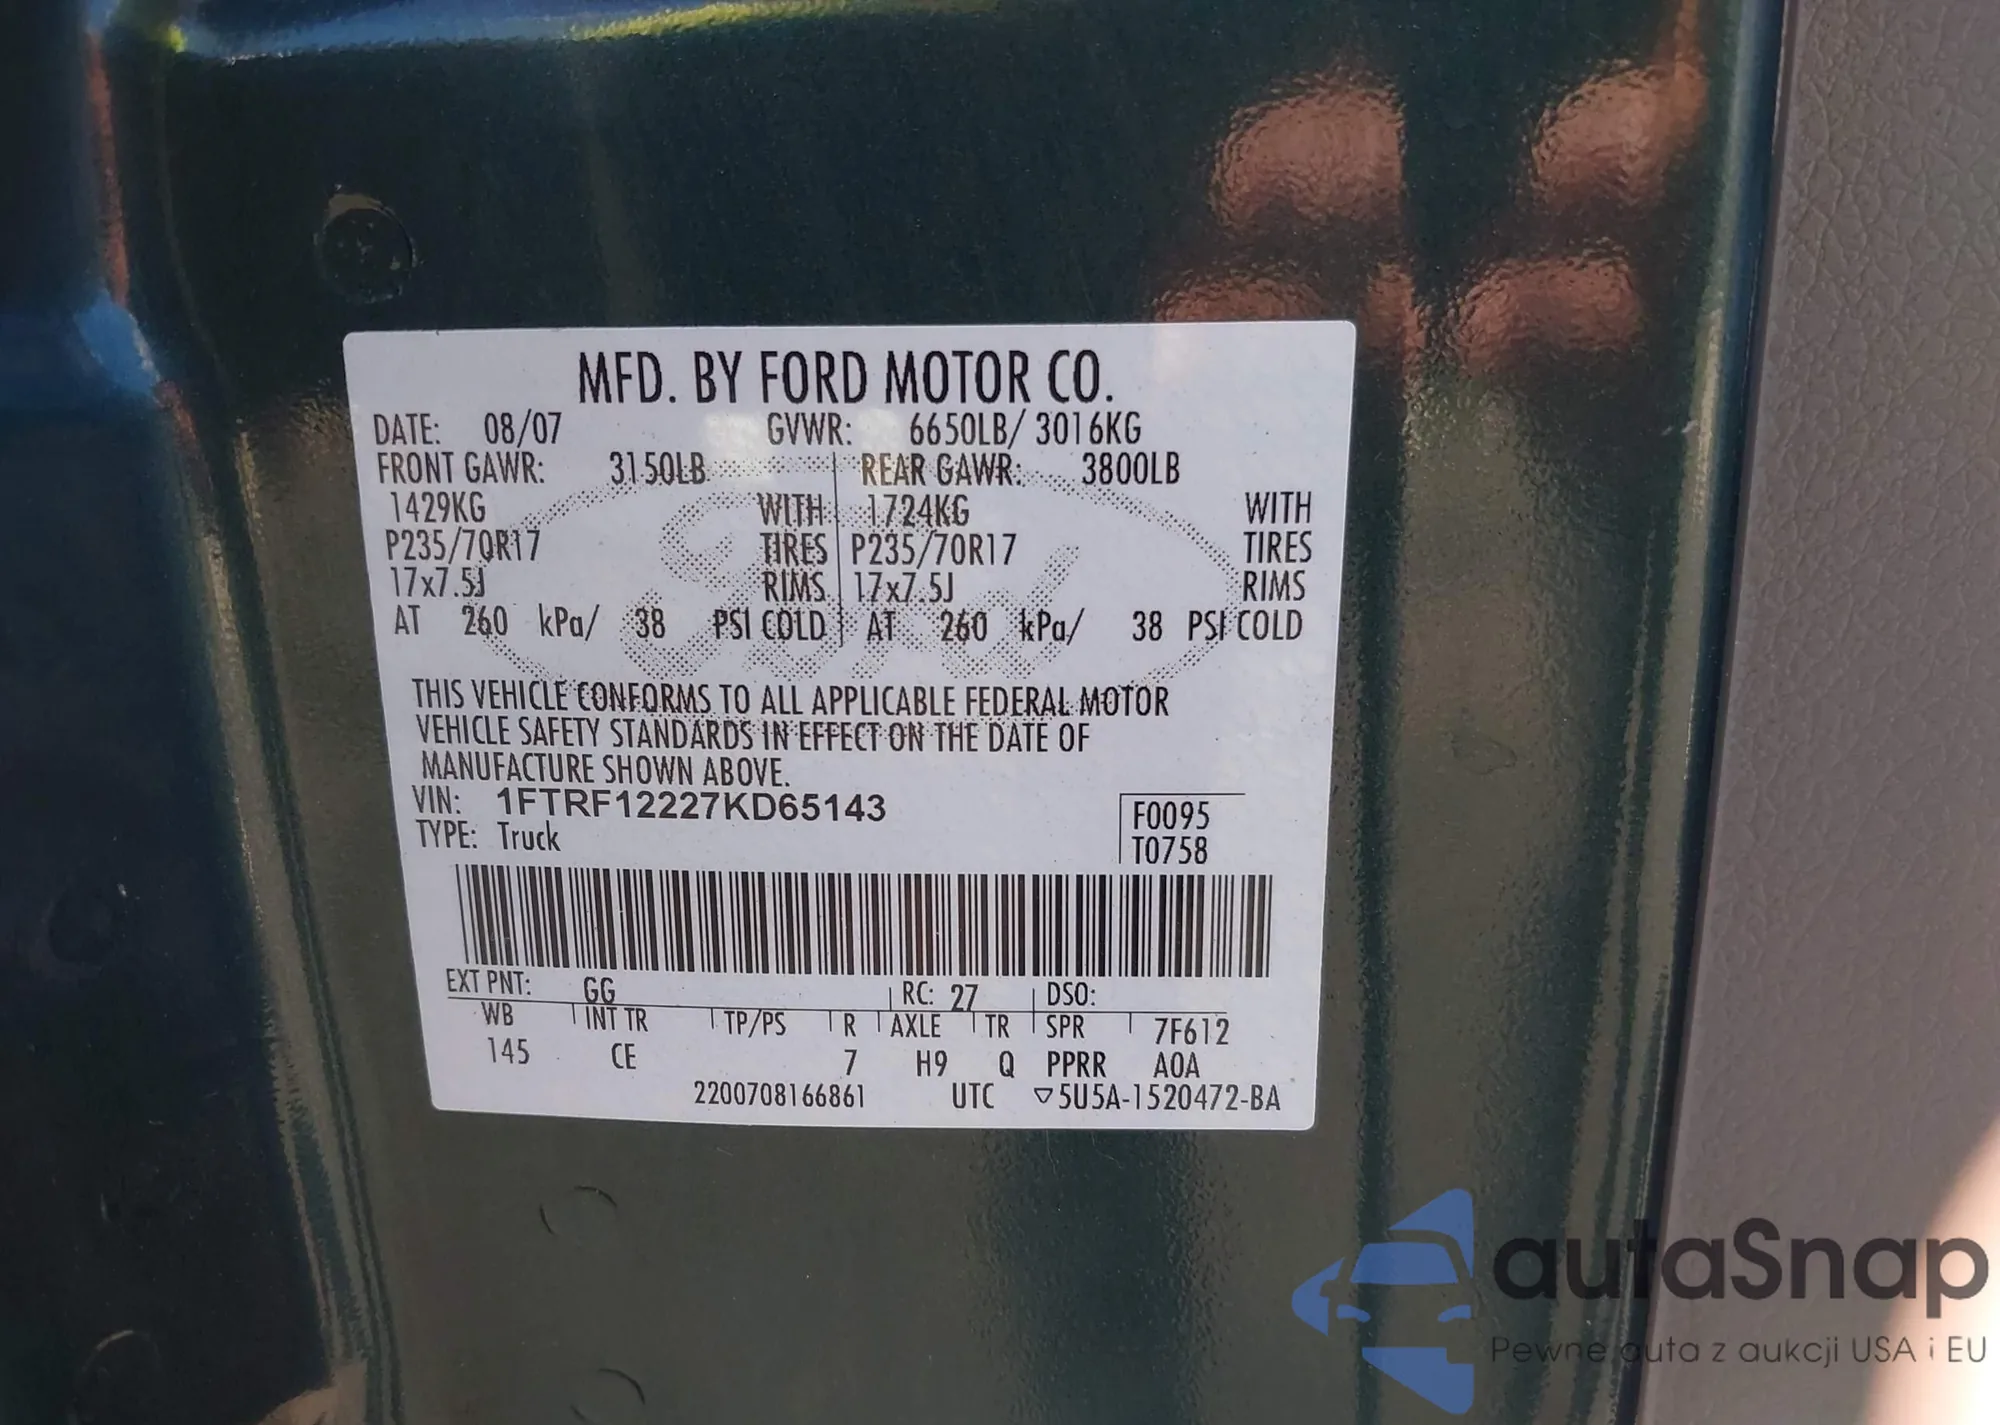 MFD. BY FORD MOTOR CO.
DATE: 08/07 GVWR: 6650LB/ 3016KG
FRONT GAWR: 3150LB REAR GAWR: 3800LB
1429KG WITH 1724KG WITH
P235/70R17 TIRES P235/70R17 TIRES
17x7.5J RIMS 17x7.5J RIMS
AT 260 kPa/ 38 PSI COLD AT 260 kPa/ 38 PSI COLD
Ford
THIS VEHICLE CONFORMS TO ALL APPLICABLE FEDERAL MOTOR
VEHICLE SAFETY STANDARDS IN EFFECT ON THE DATE OF
MANUFACTURE SHOWN ABOVE.
VIN: 1FTRF12227KD65143 F0095
TYPE: Truck T0758
EXT PNT: GG RC: 27 DSO:
WB INT TR TP/PS R AXLE TR SPR 7F612
145 CE 7 H9 Q PPRR A0A
2200708166861 UTC ▽5U5A-1520472-BA
autaSnap
Pewne auta z aukcji USA i EU